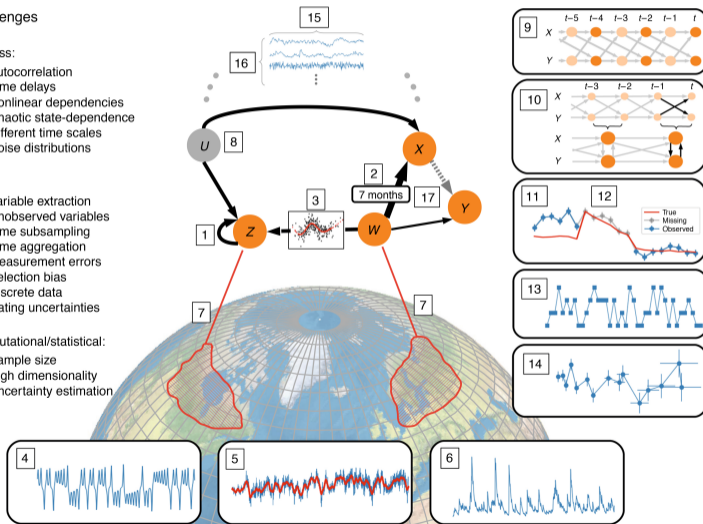 enges
ss:
utocorrelation
me delays
onlinear dependencies
haotic state-dependence
fferent time scales
oise distributions
ariable extraction
nobserved variables
me subsampling
me aggregation
easurement errors
election bias
screte data
ating uncertainties
utational/statistical:
ample size
gh dimensionality
ncertainty estimation
15
16
U
8
X
2
7 months
17
3
Y
1
Z
W
7
7
9
t–5 t–4 t–3 t–2 t–1 t
X
Y
10
t–3 t–2 t–1 t
X
Y
X
Y
11
12
True
Missing
Observed
13
14
4
5
6